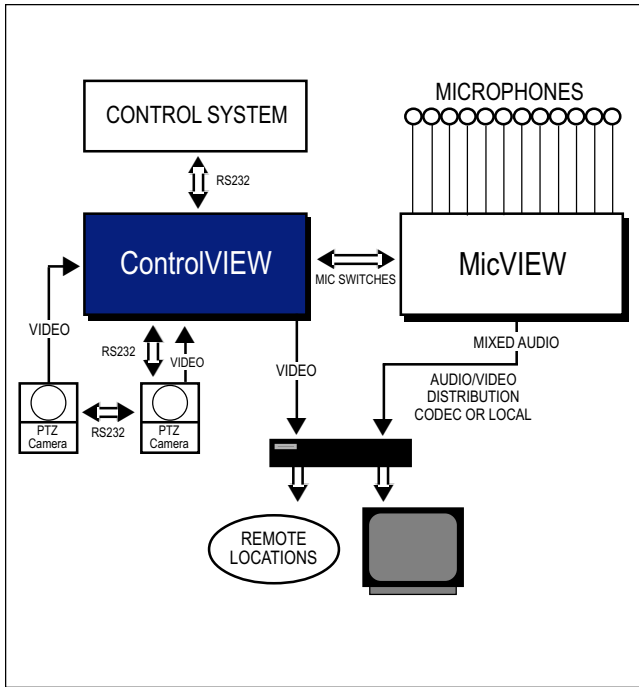 MICROPHONES
CONTROL SYSTEM
RS232
ControlVIEW
MicVIEW
MIC SWITCHES
VIDEO
RS232
VIDEO
VIDEO
MIXED AUDIO
AUDIO/VIDEO
DISTRIBUTION
CODEC OR LOCAL
PTZ
Camera
RS232
PTZ
Camera
REMOTE
LOCATIONS